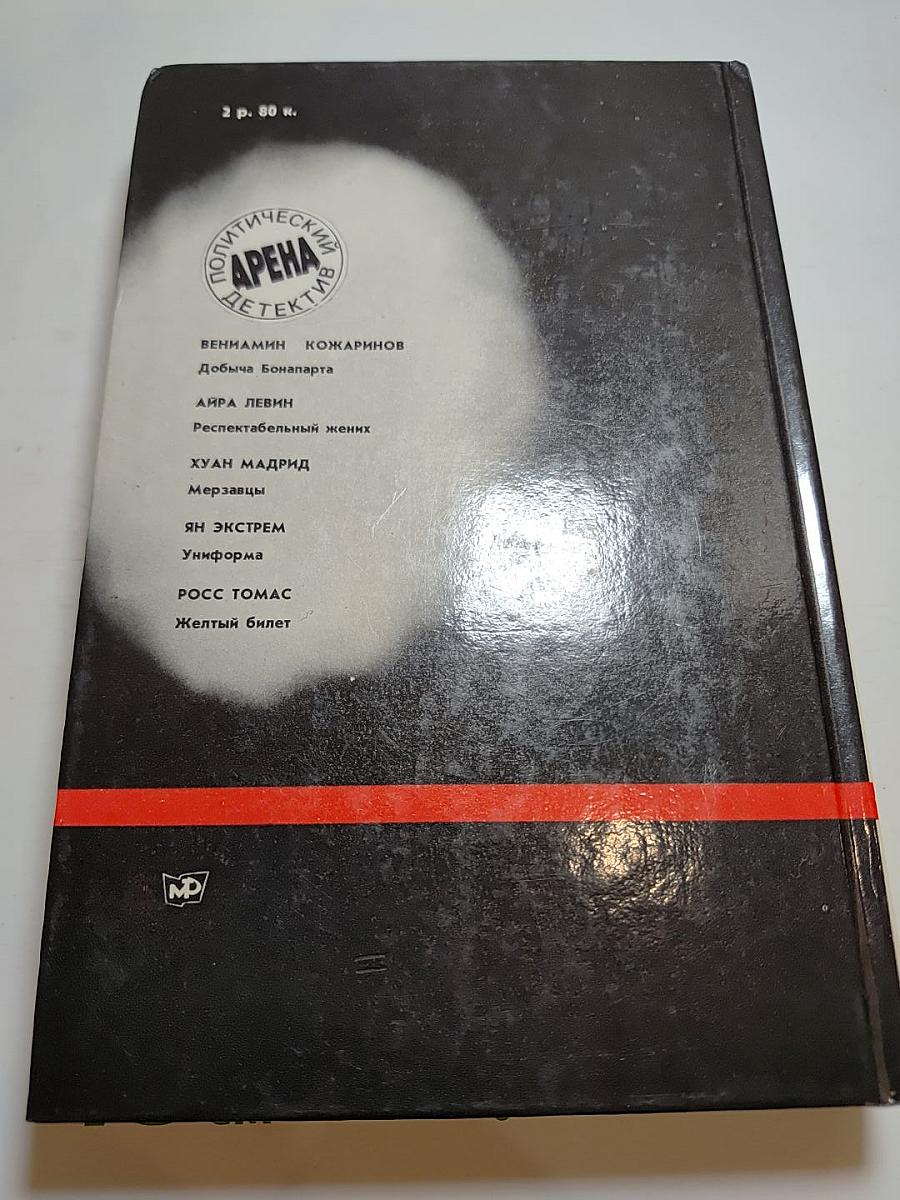 2 р. 80 к.
ПОЛИТИЧЕСКИЙ
АРЕНА
ДЕТЕКТИВ
ВЕНИАМИН КОЖАРИНОВ
Добыча Бонапарта
АЙРА ЛЕВИН
Респектабельный жених
ХУАН МАДРИД
Мерзавцы
ЯН ЭКСТРЕМ
Униформа
РОСС ТОМАС
Желтый билет
МР